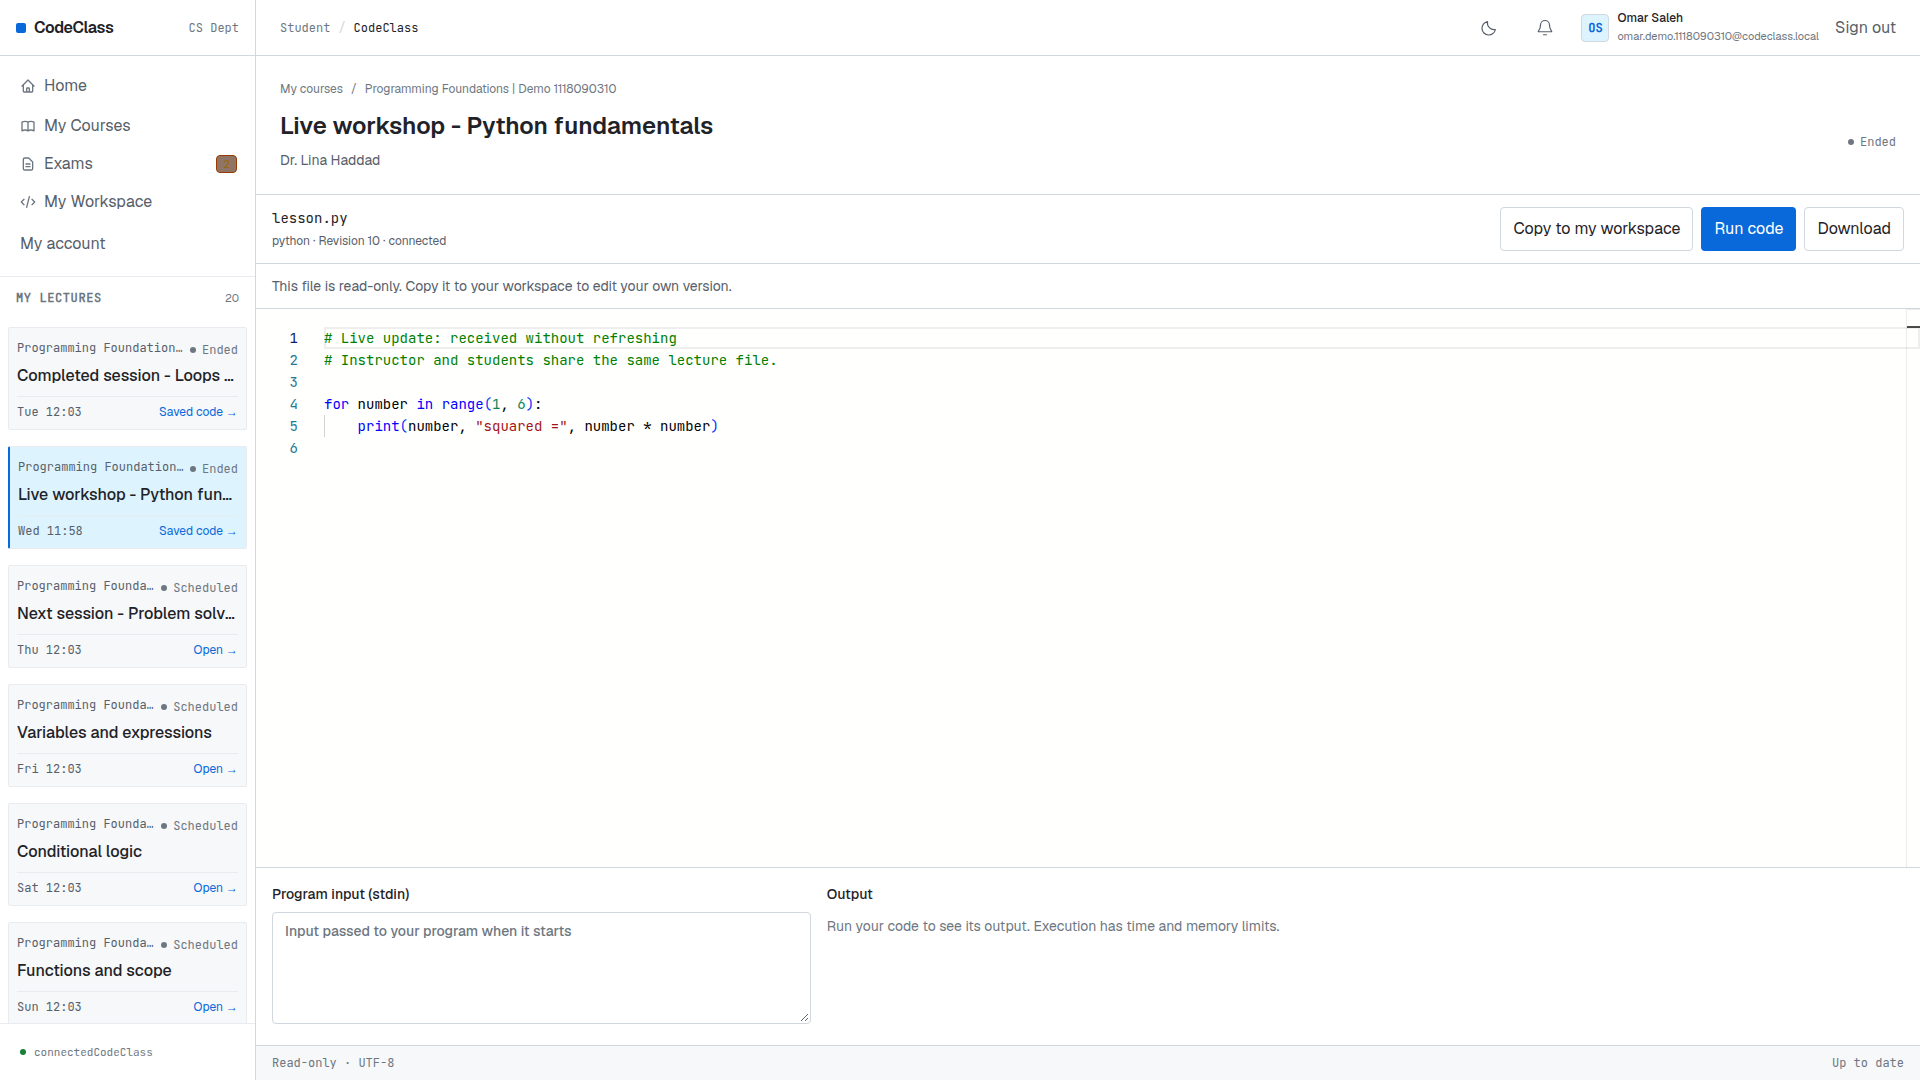 CodeClass
CS Dept
Student / CodeClass
OS
Omar Saleh
omar.demo.1118090310@codeclass.local
Sign out
Home
My Courses
Exams
My Workspace
My account
MY LECTURES
20
Programming Foundation…
Ended
Completed session - Loops …
Tue 12:03
Saved code →
Programming Foundation…
Ended
Live workshop - Python fun…
Wed 11:58
Saved code →
Programming Founda…
Scheduled
Next session - Problem solv…
Thu 12:03
Open →
Programming Founda…
Scheduled
Variables and expressions
Fri 12:03
Open →
Programming Founda…
Scheduled
Conditional logic
Sat 12:03
Open →
Programming Founda…
Scheduled
Functions and scope
Sun 12:03
Open →
connectedCodeClass
My courses / Programming Foundations | Demo 1118090310
Live workshop - Python fundamentals
Dr. Lina Haddad
Ended
lesson.py
python · Revision 10 · connected
Copy to my workspace
Run code
Download
This file is read-only. Copy it to your workspace to edit your own version.
1 # Live update: received without refreshing
2 # Instructor and students share the same lecture file.
3
4 for number in range(1, 6):
5     print(number, "squared =", number * number)
6
Program input (stdin)
Input passed to your program when it starts
Output
Run your code to see its output. Execution has time and memory limits.
Read-only · UTF-8
Up to date